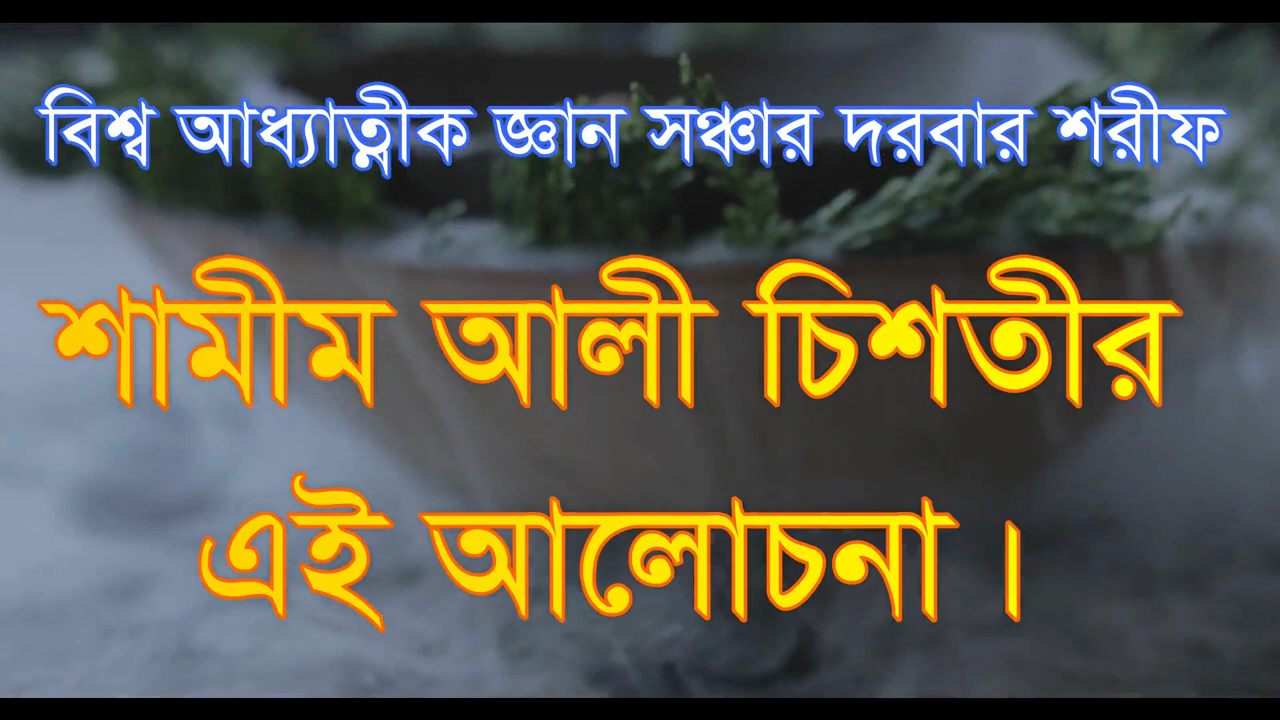 বিশ্ব আধ্যাত্নীক জ্ঞান সঞ্চার দরবার শরীফ
শামীম আলী চিশতীর
এই আলোচনা ।